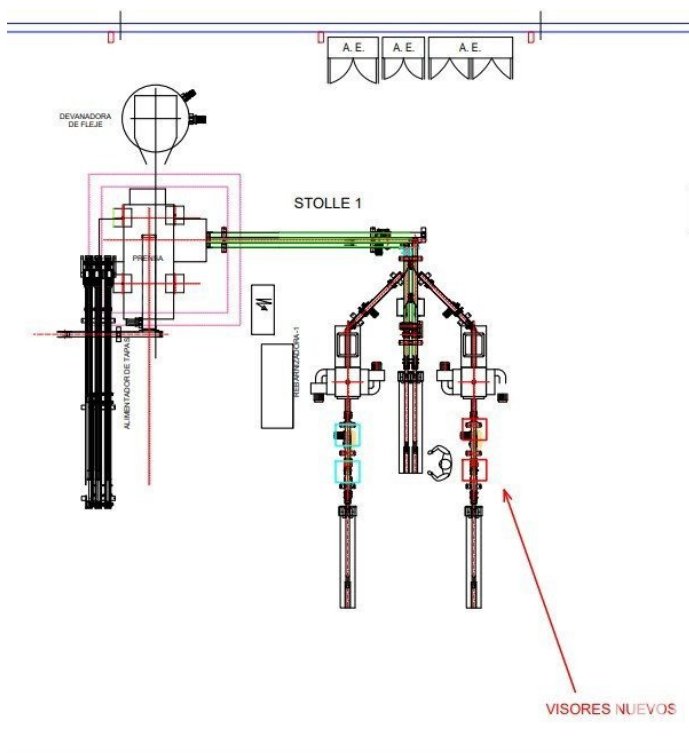 A. E.
A. E.
A. E.
DEVANADORA
DE FLEJE
STOLLE 1
PRENSA
ALIMENTADOR DE TAPAS
REBARNIZADORA-1
VISORES NUEVOS